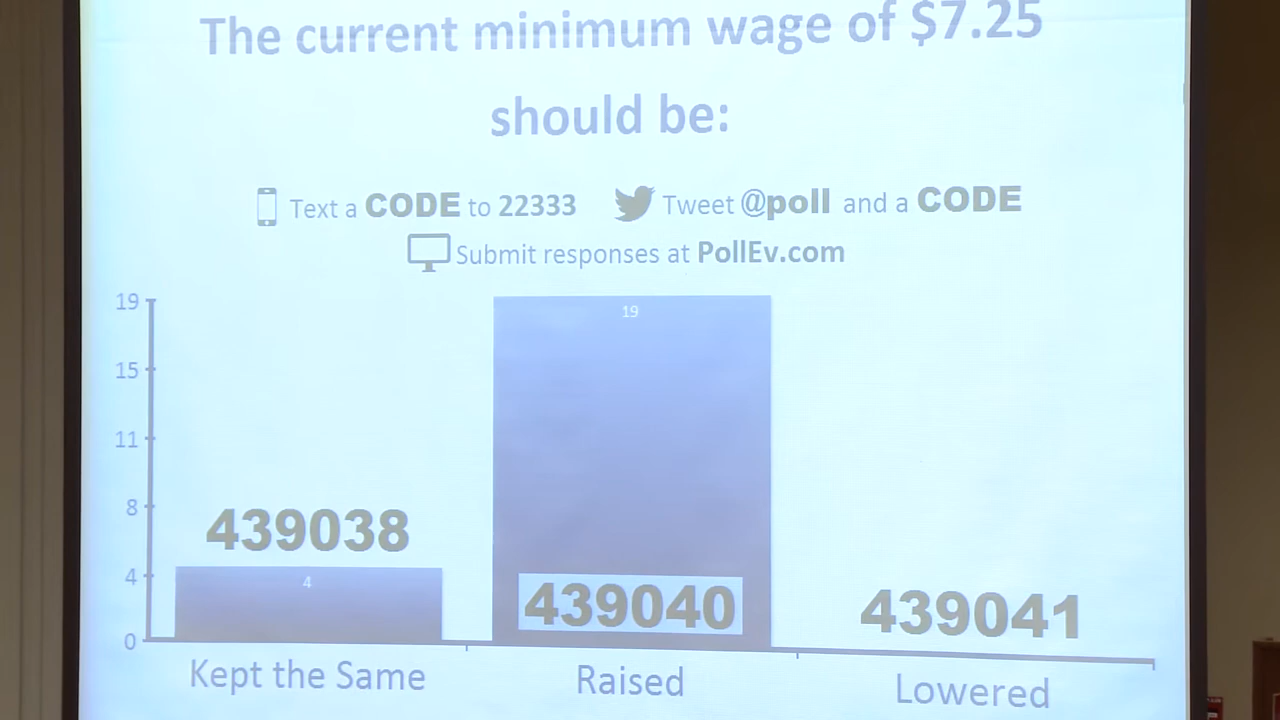 The current minimum wage of $7.25
should be:
Text a CODE to 22333 Tweet @poll and a CODE
Submit responses at PollEv.com
19
15
11
8
4
0
19
4
439038
439040
439041
Kept the Same
Raised
Lowered